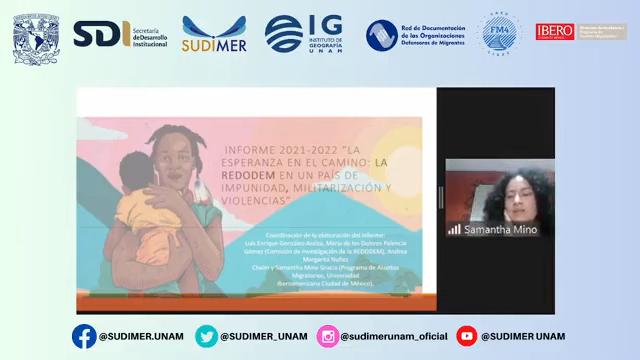 SDI
Secretaría
de Desarrollo
Institucional
SUDIMER
IG
INSTITUTO DE
GEOGRAFÍA
UNAM
Red de Documentación
de las Organizaciones
Defensoras de Migrantes
FM4
IBERO
INFORME 2021-2022 "LA
ESPERANZA EN EL CAMINO: LA
REDODEM EN UN PAÍS DE
IMPUNIDAD, MILITARIZACIÓN Y
VIOLENCIAS"
Coordinación de la elaboración del informe:
Luis Enrique González-Araiza, María de los Dolores Palencia
Gómez (Comisión de Investigación de la REDODEM), Andrea
Margarita Núñez
Chaim y Samantha Mino Gracia (Programa de Asuntos
Migratorios, Universidad
Iberoamericana Ciudad de México).
Samantha Mino
@SUDIMER.UNAM
@SUDIMER_UNAM
@sudimerunam_oficial
@SUDIMER UNAM